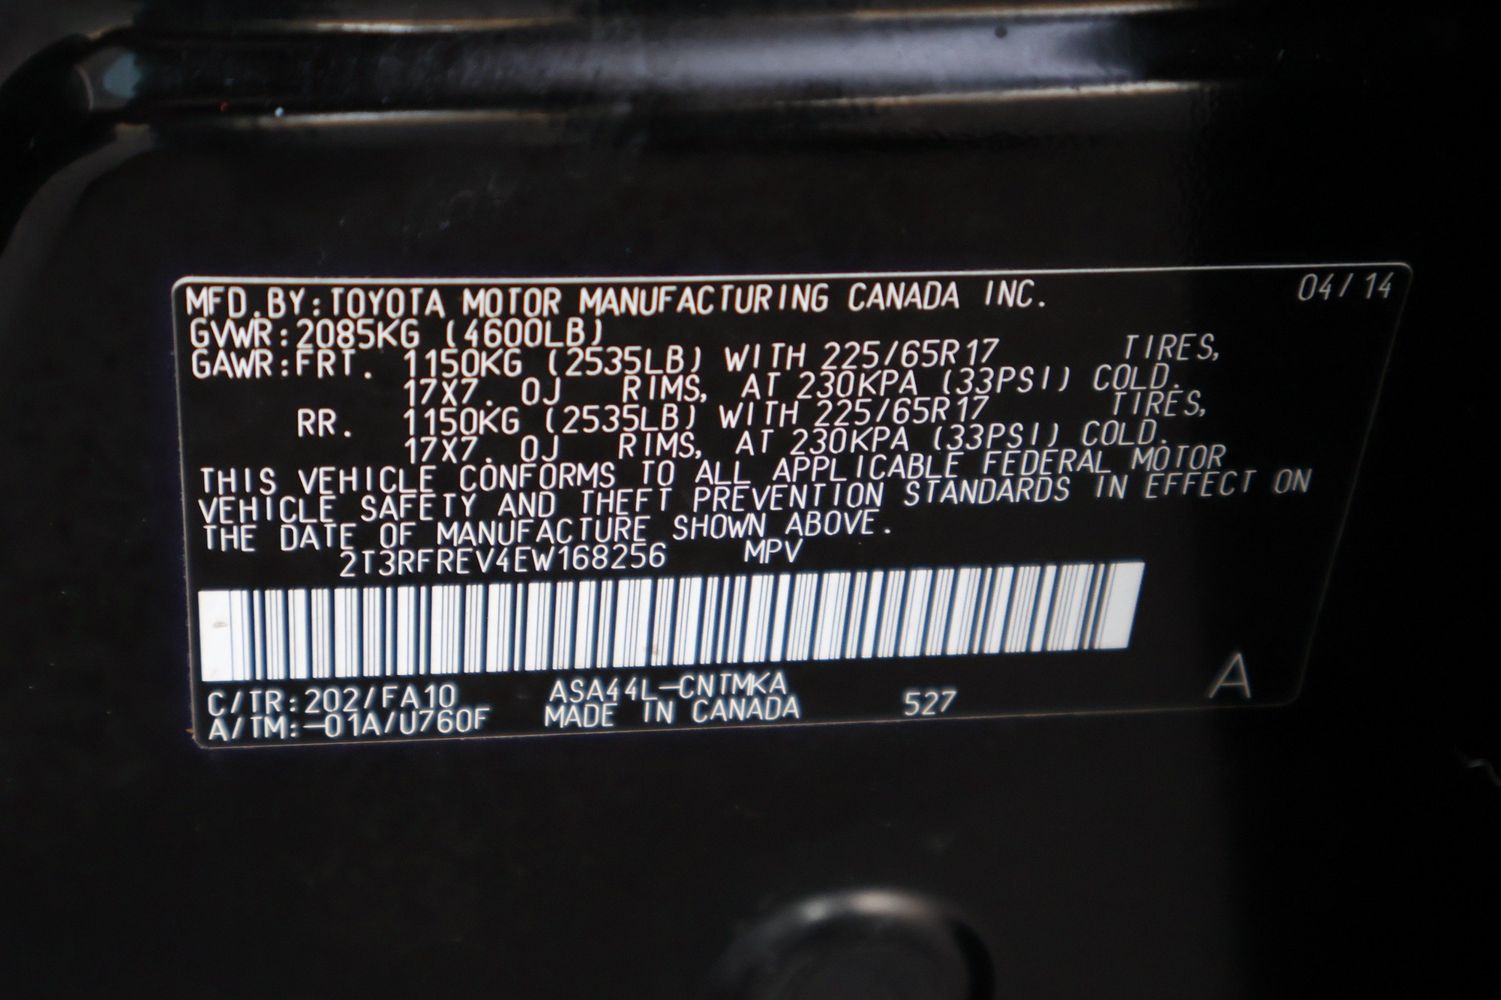 MFD.BY:TOYOTA MOTOR MANUFACTURING CANADA INC. 04/14
GVWR:2085KG (4600LB)
GAWR:FRT. 1150KG (2535LB) WITH 225/65R17 TIRES,
17X7.0J RIMS, AT 230KPA (33PSI) COLD.
RR. 1150KG (2535LB) WITH 225/65R17 TIRES,
17X7.0J RIMS, AT 230KPA (33PSI) COLD.
THIS VEHICLE CONFORMS TO ALL APPLICABLE FEDERAL MOTOR
VEHICLE SAFETY AND THEFT PREVENTION STANDARDS IN EFFECT ON
THE DATE OF MANUFACTURE SHOWN ABOVE.
2T3RFREV4EW168256 MPV
C/TR:202/FA10 ASA44L-CNTMKA 527 A
A/TM:-01A/U760F MADE IN CANADA